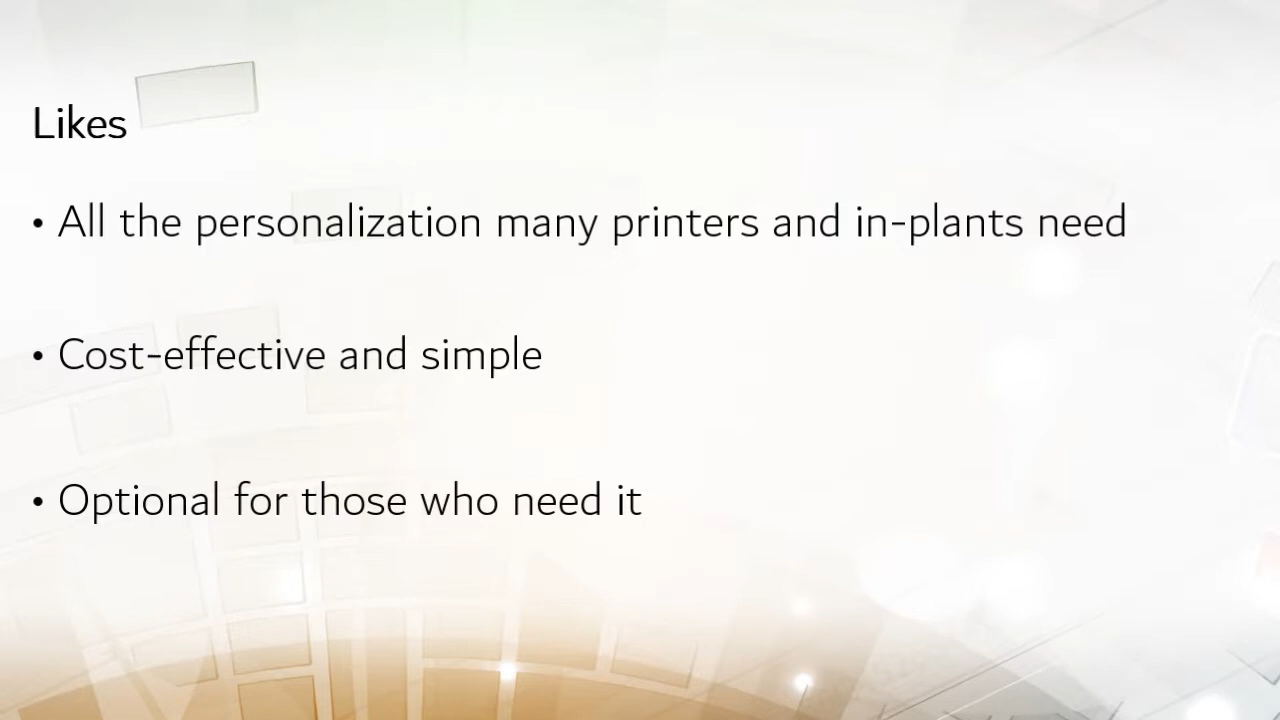 Likes
• All the personalization many printers and in-plants need
• Cost-effective and simple
• Optional for those who need it